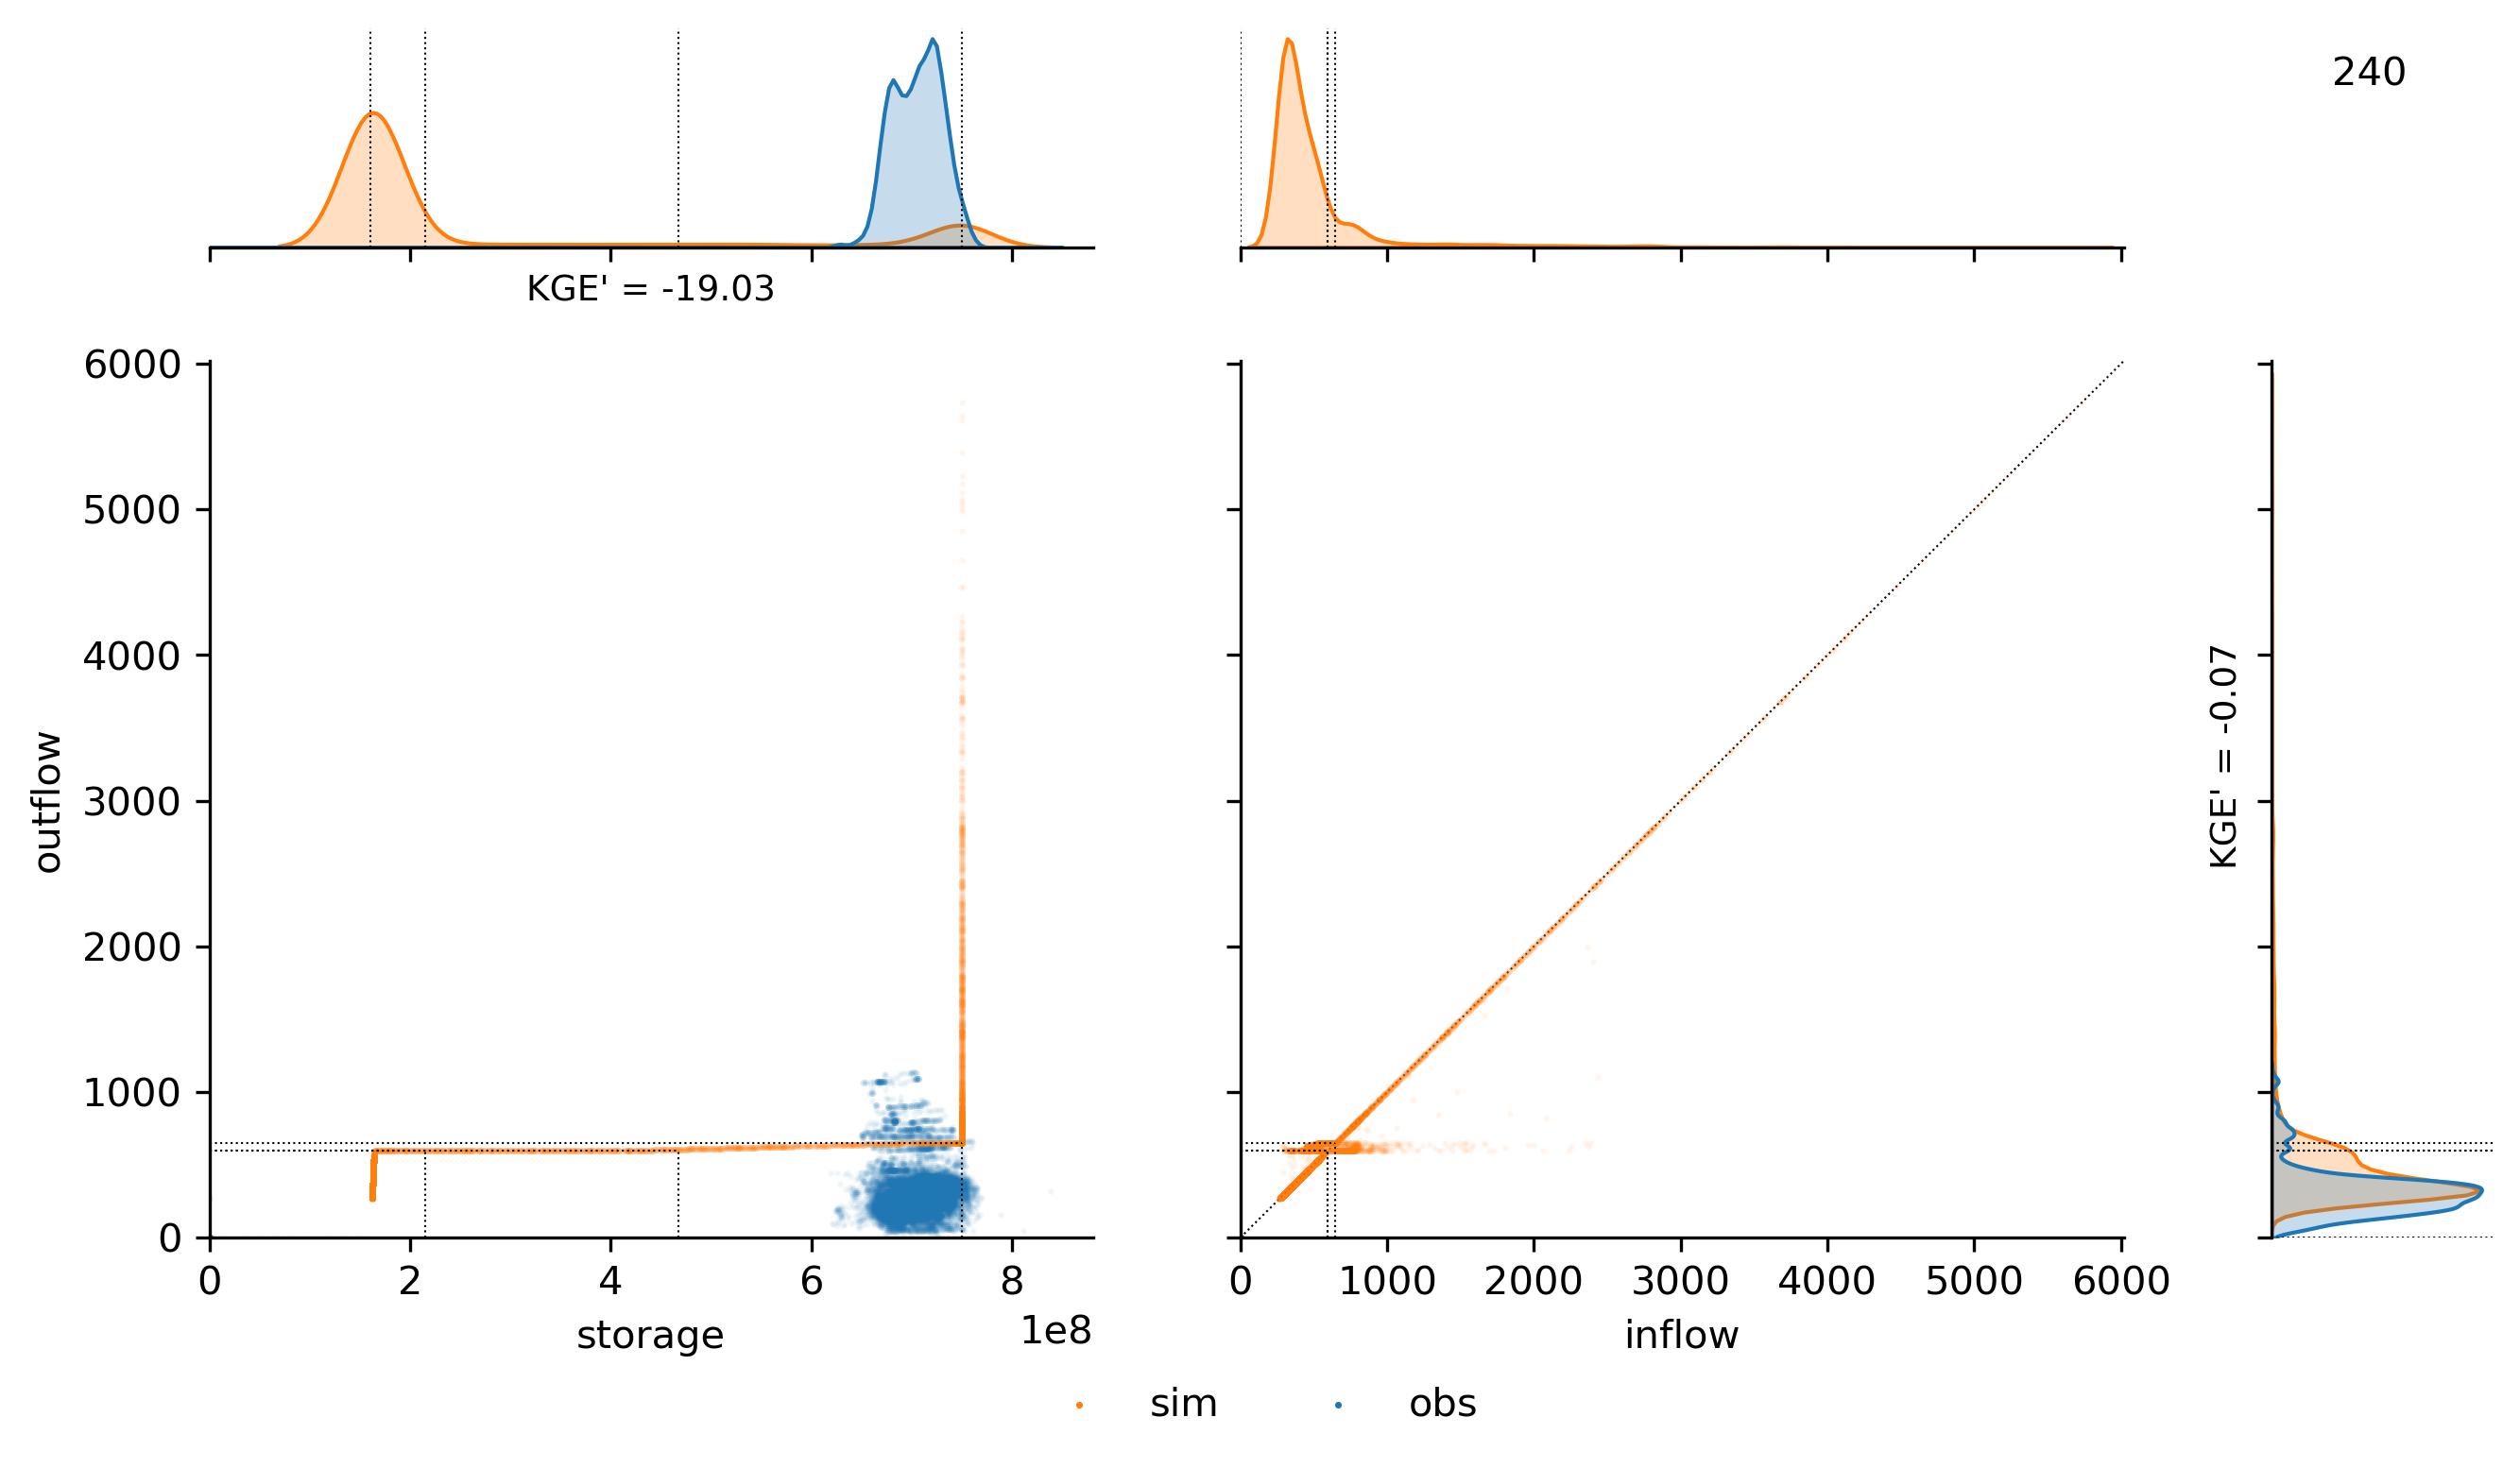 240
KGE' = -19.03
6000
5000
4000
3000
2000
1000
0
outflow
0 2 4 6 8
1e8
storage
0 1000 2000 3000 4000 5000 6000
inflow
KGE' = -0.07
sim obs